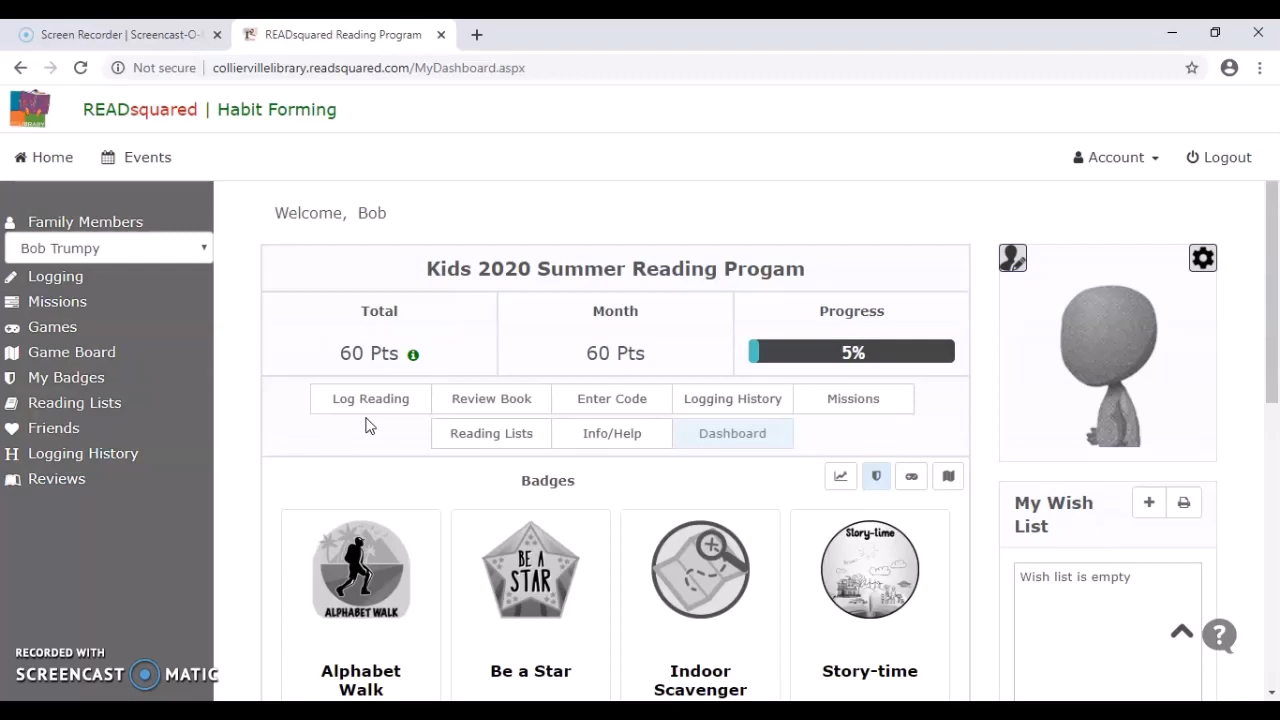 Screen Recorder | Screencast-O-
READsquared Reading Program
Not secure
colliervillelibrary.readsquared.com/MyDashboard.aspx
READsquared | Habit Forming
Home
Events
Account
Logout
Family Members
Bob Trumpy
Logging
Missions
Games
Game Board
My Badges
Reading Lists
Friends
Logging History
Reviews
Welcome, Bob
Kids 2020 Summer Reading Progam
Total
Month
Progress
60 Pts
60 Pts
5%
Log Reading
Review Book
Enter Code
Logging History
Missions
Reading Lists
Info/Help
Dashboard
Badges
ALPHABET WALK
BE A
STAR
Story-time
Alphabet
Walk
Be a Star
Indoor
Scavenger
Story-time
My Wish
List
Wish list is empty
RECORDED WITH
SCREENCAST MATIC